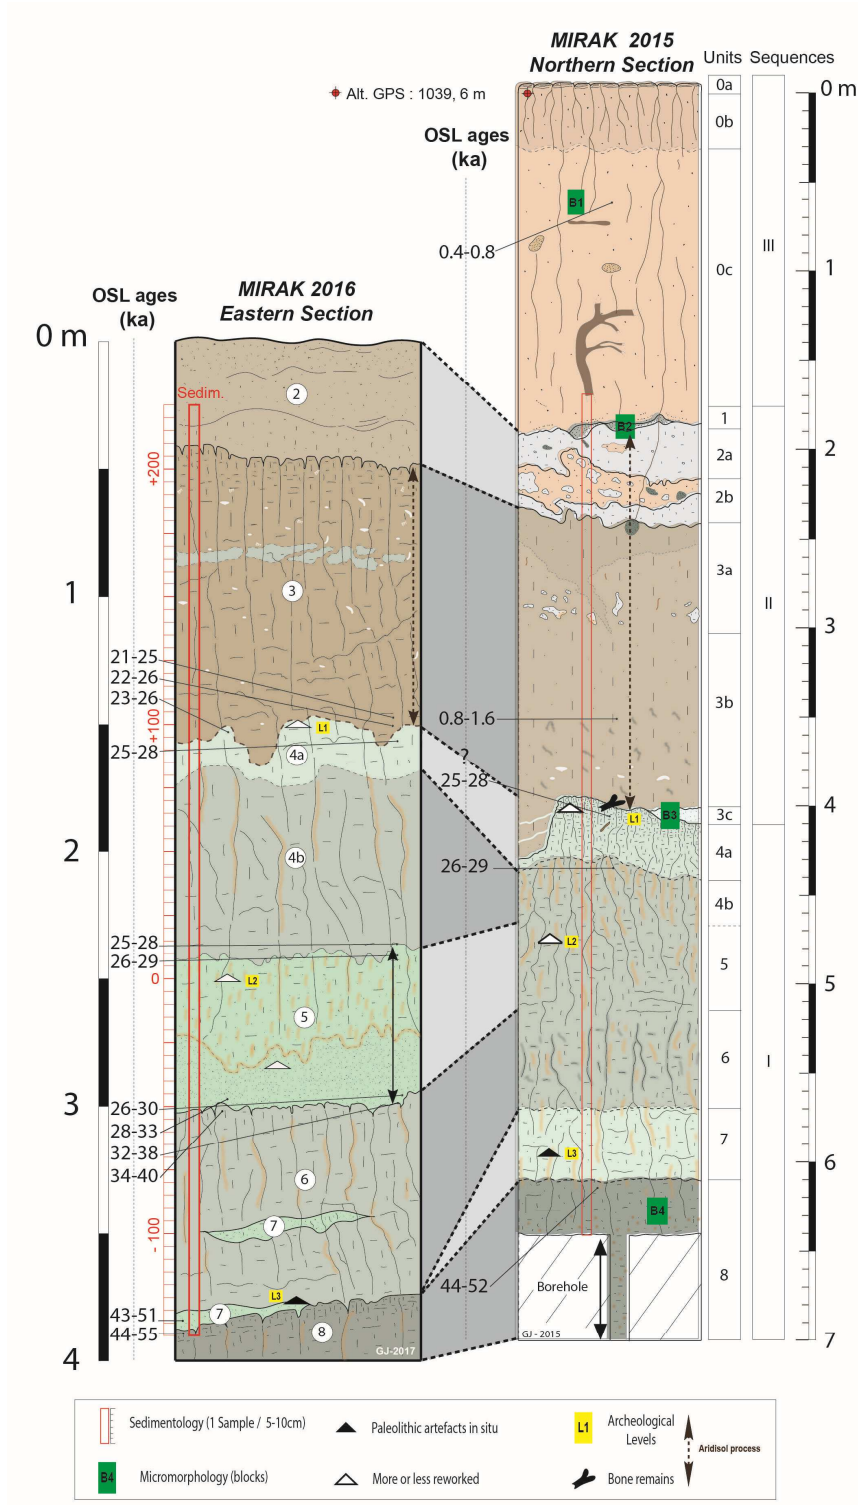 MIRAK 2015
Northern Section
Units
Sequences
Alt. GPS : 1039, 6 m
OSL ages
(ka)
0a
0b
0c
1
2a
2b
3a
3b
3c
4a
4b
5
6
7
8
III
II
I
0 m
1
2
3
4
5
6
7
B1
0.4-0.8
B2
0.8-1.6
?
25-28
L1
B3
26-29
L2
L3
B4
44-52
Borehole
GJ - 2015
MIRAK 2016
Eastern Section
OSL ages
(ka)
0 m
1
2
3
4
Sedim.
+200
+100
0
- 100
2
3
21-25
22-26
23-26
25-28
L1
4a
4b
25-28
26-29
L2
5
26-30
28-33
32-38
34-40
6
7
L3
7
43-51
44-55
8
GJ-2017
Sedimentology (1 Sample / 5-10cm)
Paleolithic artefacts in situ
L1
Archeological
Levels
Aridisol process
B4
Micromorphology (blocks)
More or less reworked
Bone remains